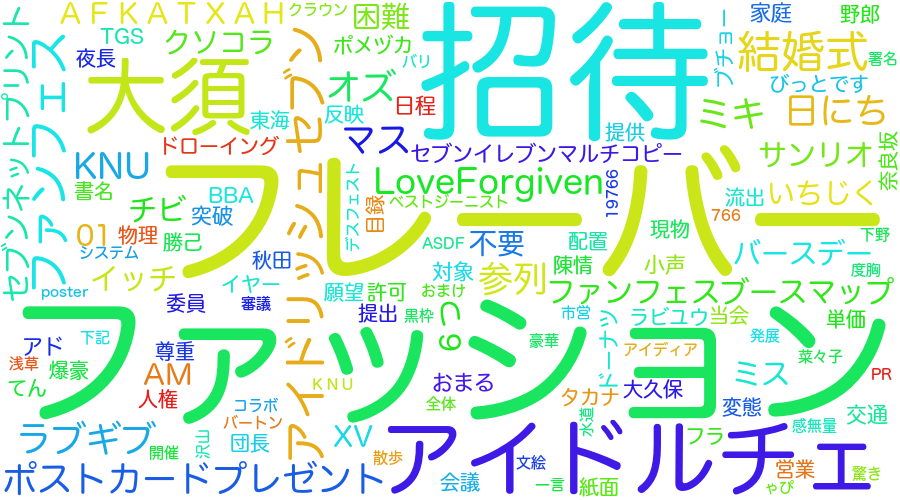 ＡＦＫＡＴＸＡＨ
クラウン
困難
招待
家庭
野郎
TGS
クソコラ
ポメヅカ
バリ
ブチョー
結婚式
署名
夜長
大須
オズ
日程
びっとです
東海
反映
ミキ
日にち
セブンネットプリント
ファンフェス
アイドリッシュセブン
ドローイング
マス
提供
セブンイレブンマルチコピー
サンリオ
奈良坂
KNU
書名
BBA
デスフェスト
目録
LoveForgiven
ベストジーニスト
19766
流出
いちじく
チビ
突破
フレーバー
766
01
物理
勝己
ASDF
不要
配置
現物
下野
システム
秋田
バースデー
イッチ
イヤー
対象
参列
陳情
小声
度胸
poster
委員
審議
願望
許可
おまけ
ファンフェスブースマップ
ファッション
提出
黒枠
っ
市営
ドーナツ
ラビユウ
当会
単価
アド
下記
尊重
69
豪華
発展
浅草
爆豪
アイディア
菜々子
てん
AM
ＫＮＵ
おまる
タカナ
大久保
ミス
PR
人権
コラボ
全体
変態
交通
ラブギブ
沢山
バートン
団長
XV
アイドルチェ
水道
フラ
感無量
開催
散歩
文絵
営業
驚き
ポストカードプレゼント
会議
一言
紙面
ゃぴ